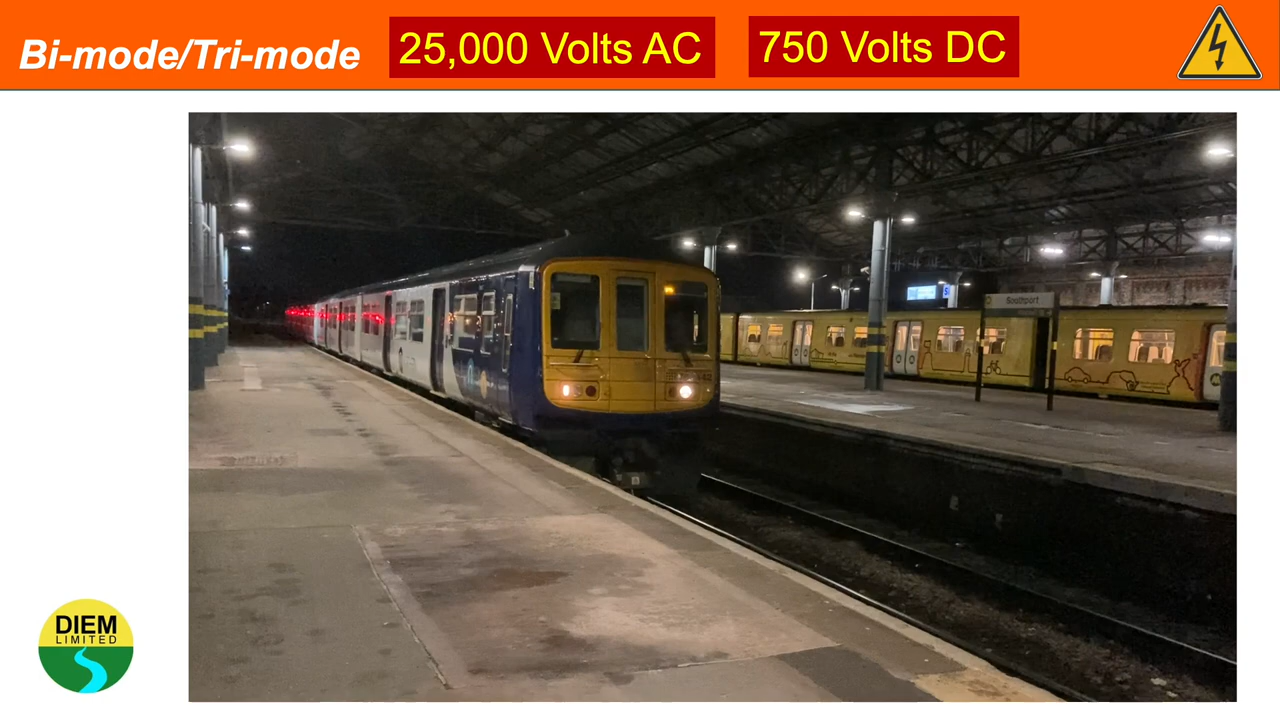 Bi-mode/Tri-mode
25,000 Volts AC
750 Volts DC
Southport
DIEM
LIMITED